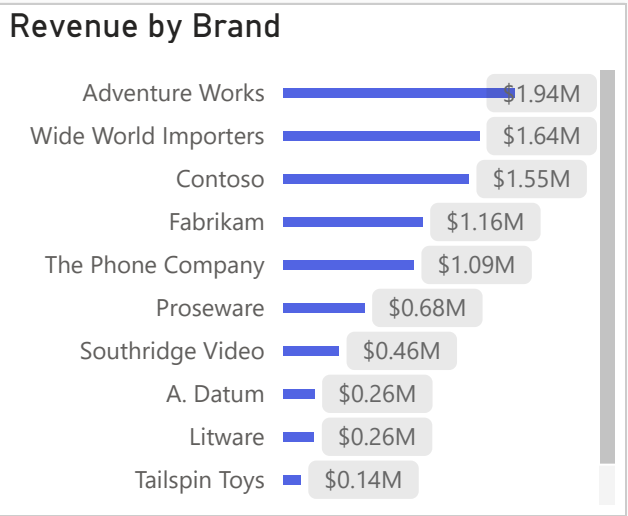 Revenue by Brand
Adventure Works $1.94M
Wide World Importers $1.64M
Contoso $1.55M
Fabrikam $1.16M
The Phone Company $1.09M
Proseware $0.68M
Southridge Video $0.46M
A. Datum $0.26M
Litware $0.26M
Tailspin Toys $0.14M